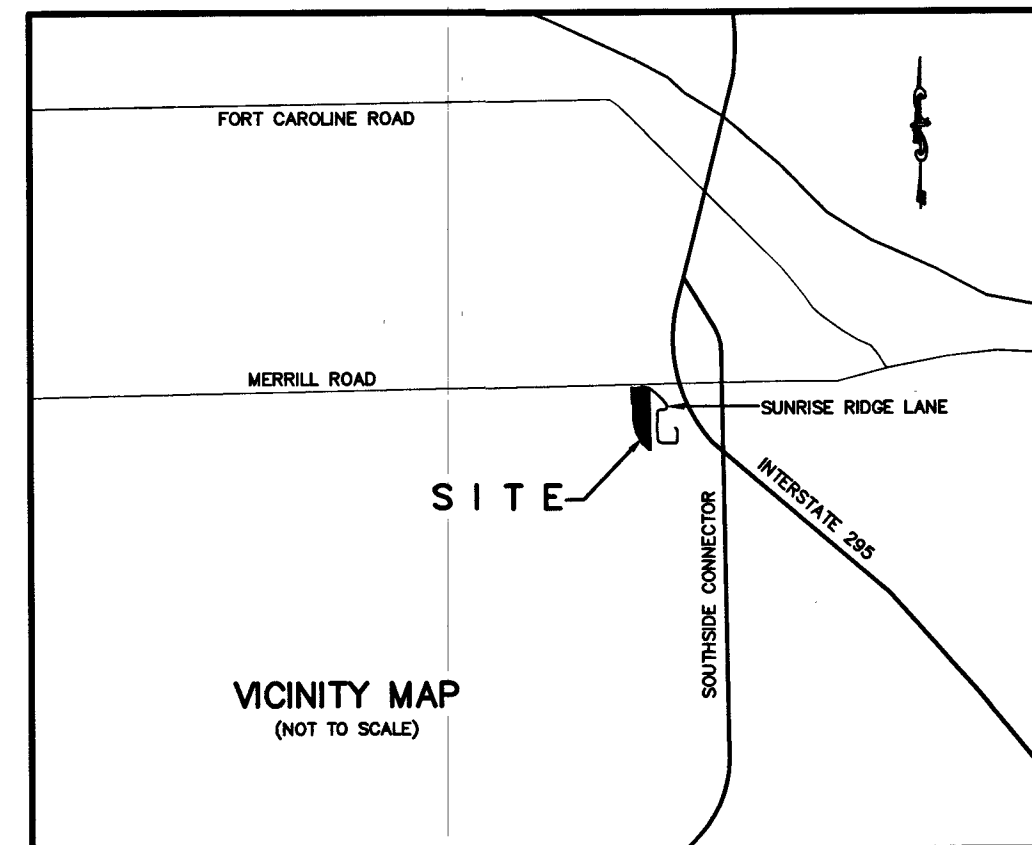 FORT CAROLINE ROAD
MERRILL ROAD
SUNRISE RIDGE LANE
SITE
INTERSTATE 295
SOUTHSIDE CONNECTOR
VICINITY MAP
(NOT TO SCALE)